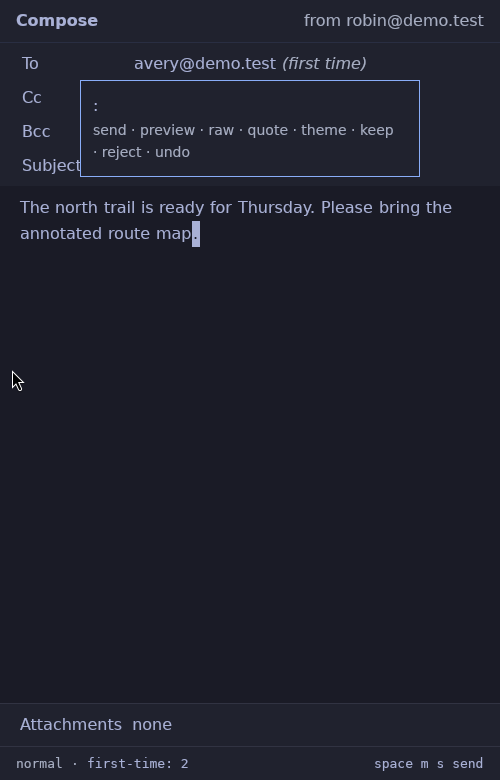 Compose from robin@demo.test
To avery@demo.test (first time)
Cc
:
send · preview · raw · quote · theme · keep
Bcc
· reject · undo
Subject
The north trail is ready for Thursday. Please bring the
annotated route map.
Attachments none
normal · first-time: 2 space m s send